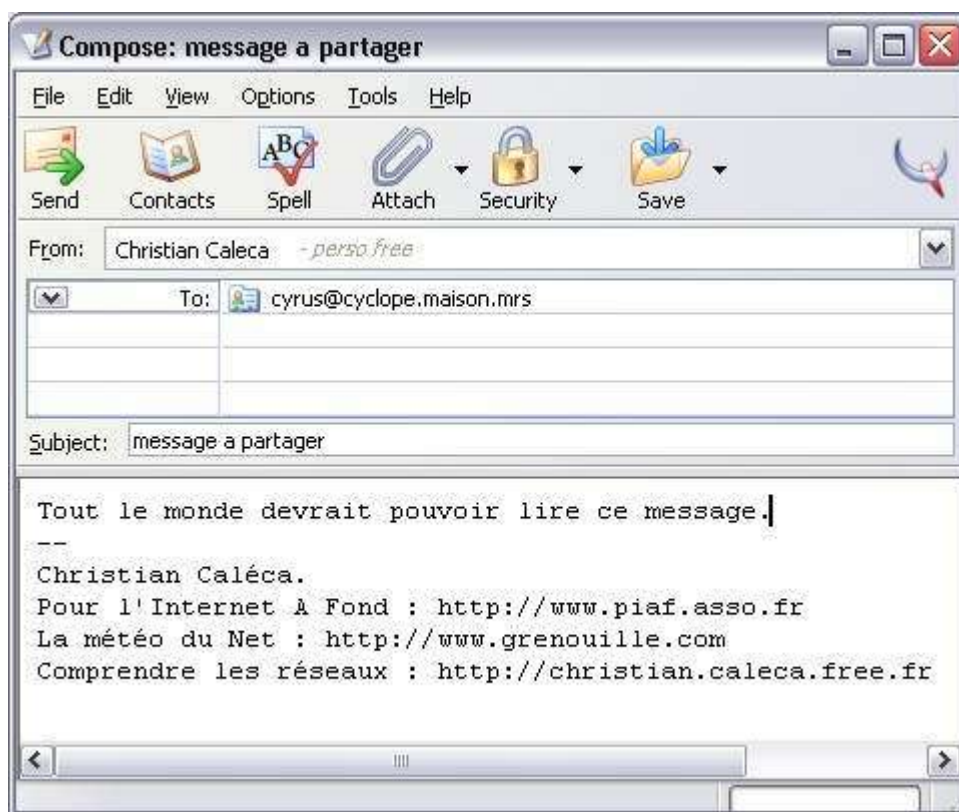 Compose: message a partager
File Edit View Options Tools Help
Send Contacts Spell Attach Security Save
From: Christian Caleca - perso free
To: cyrus@cyclope.maison.mrs
Subject: message a partager
Tout le monde devrait pouvoir lire ce message.
--
Christian Caléca.
Pour l'Internet A Fond : http://www.piaf.asso.fr
La météo du Net : http://www.grenouille.com
Comprendre les réseaux : http://christian.caleca.free.fr